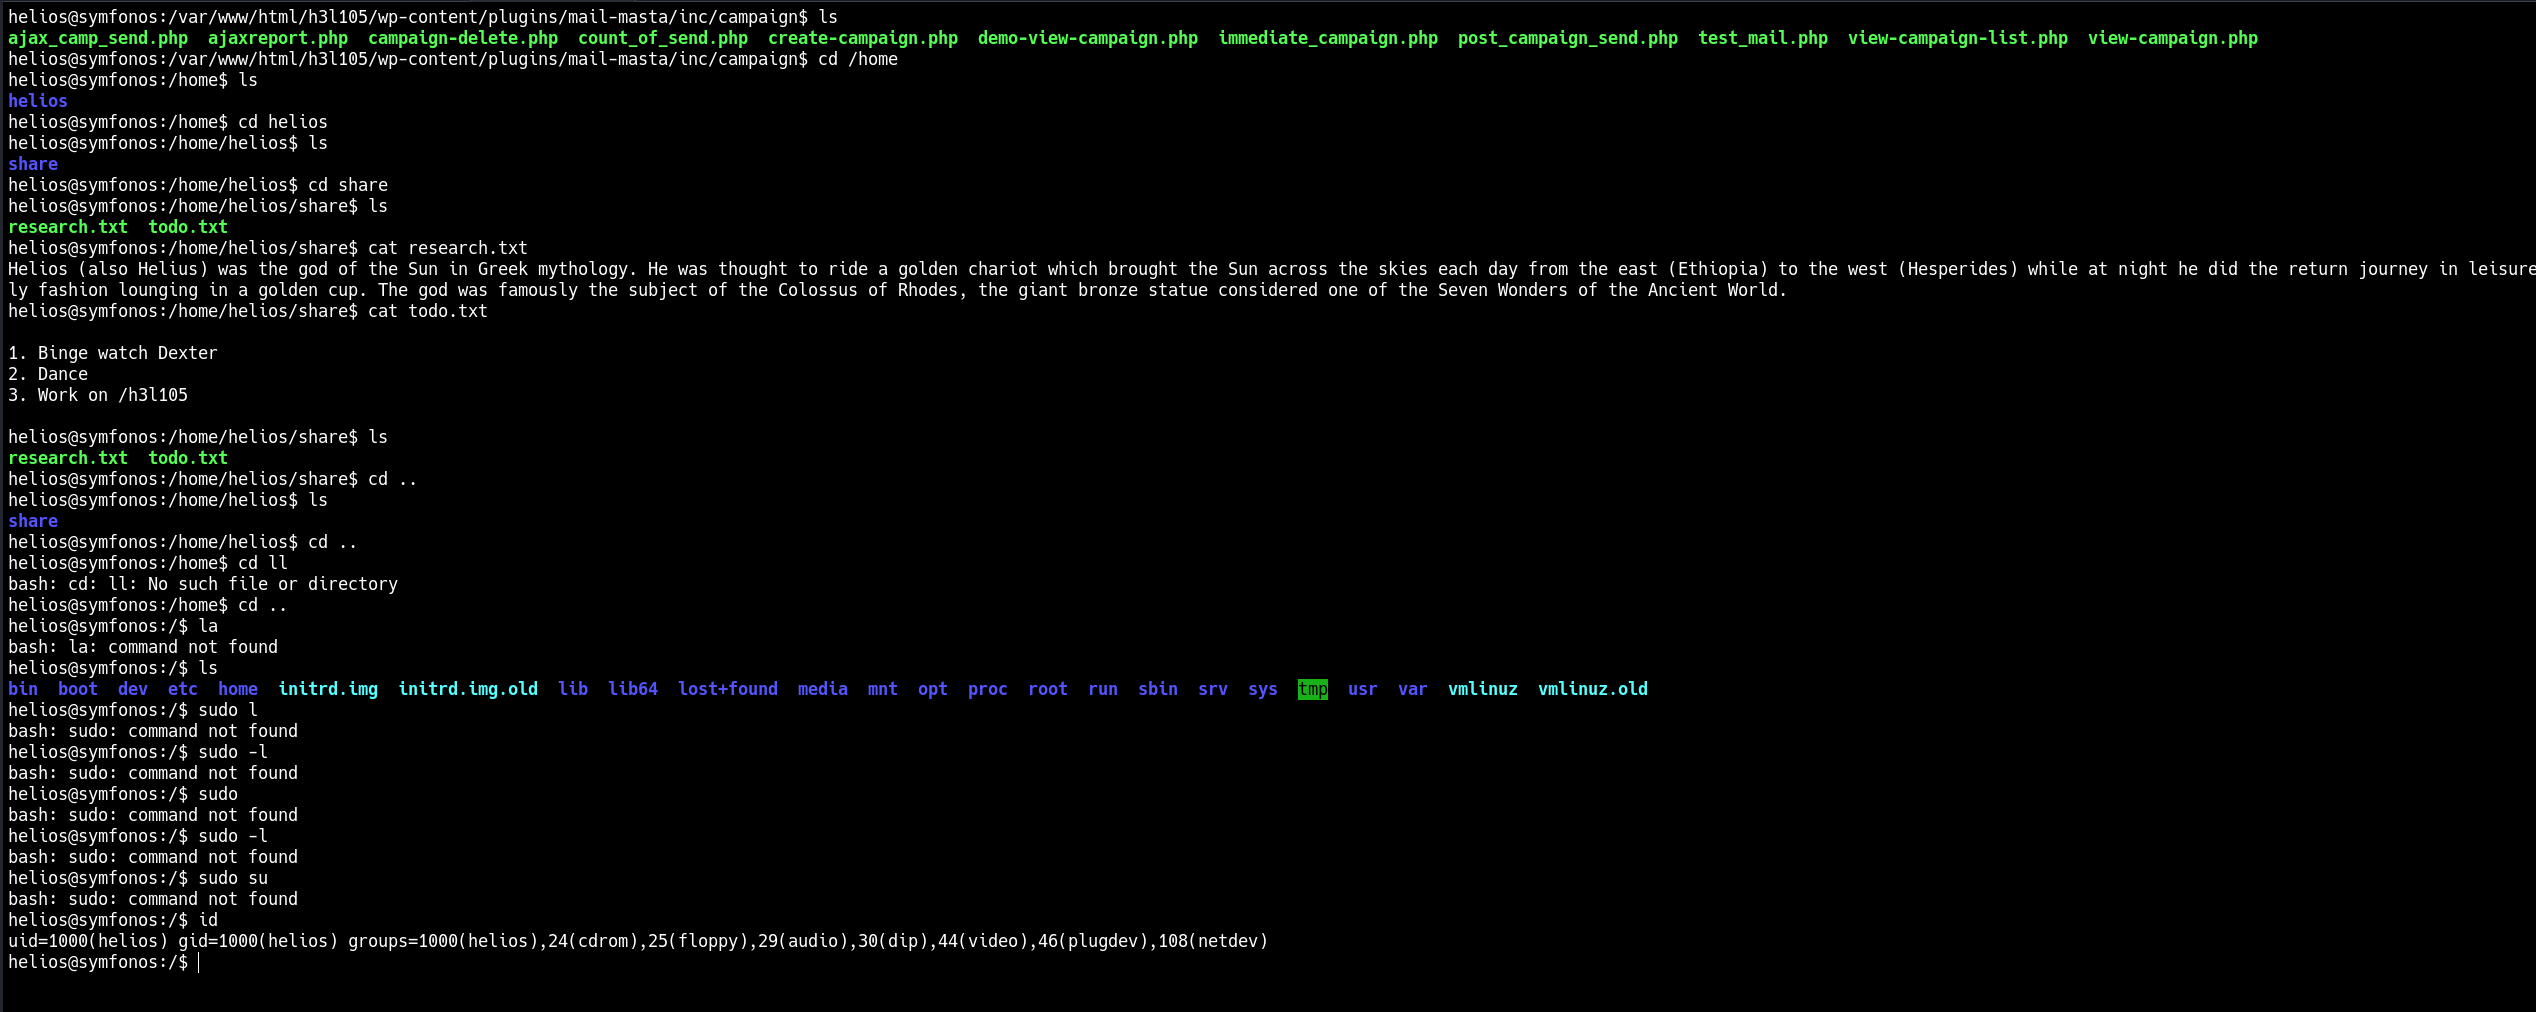 helios@symfonos:/var/www/html/h3l105/wp-content/plugins/mail-masta/inc/campaign$ ls
ajax_camp_send.php  ajaxreport.php  campaign-delete.php  count_of_send.php  create-campaign.php  demo-view-campaign.php  immediate_campaign.php  post_campaign_send.php  test_mail.php  view-campaign-list.php  view-campaign.php
helios@symfonos:/var/www/html/h3l105/wp-content/plugins/mail-masta/inc/campaign$ cd /home
helios@symfonos:/home$ ls
helios
helios@symfonos:/home$ cd helios
helios@symfonos:/home/helios$ ls
share
helios@symfonos:/home/helios$ cd share
helios@symfonos:/home/helios/share$ ls
research.txt  todo.txt
helios@symfonos:/home/helios/share$ cat research.txt
Helios (also Helius) was the god of the Sun in Greek mythology. He was thought to ride a golden chariot which brought the Sun across the skies each day from the east (Ethiopia) to the west (Hesperides) while at night he did the return journey in leisure
ly fashion lounging in a golden cup. The god was famously the subject of the Colossus of Rhodes, the giant bronze statue considered one of the Seven Wonders of the Ancient World.
helios@symfonos:/home/helios/share$ cat todo.txt
1. Binge watch Dexter
2. Dance
3. Work on /h3l105
helios@symfonos:/home/helios/share$ ls
research.txt  todo.txt
helios@symfonos:/home/helios/share$ cd ..
helios@symfonos:/home/helios$ ls
share
helios@symfonos:/home/helios$ cd ..
helios@symfonos:/home$ cd ll
bash: cd: ll: No such file or directory
helios@symfonos:/home$ cd ..
helios@symfonos:/$ la
bash: la: command not found
helios@symfonos:/$ ls
bin  boot  dev  etc  home  initrd.img  initrd.img.old  lib  lib64  lost+found  media  mnt  opt  proc  root  run  sbin  srv  sys  tmp  usr  var  vmlinuz  vmlinuz.old
helios@symfonos:/$ sudo l
bash: sudo: command not found
helios@symfonos:/$ sudo -l
bash: sudo: command not found
helios@symfonos:/$ sudo
bash: sudo: command not found
helios@symfonos:/$ sudo -l
bash: sudo: command not found
helios@symfonos:/$ sudo su
bash: sudo: command not found
helios@symfonos:/$ id
uid=1000(helios) gid=1000(helios) groups=1000(helios),24(cdrom),25(floppy),29(audio),30(dip),44(video),46(plugdev),108(netdev)
helios@symfonos:/$